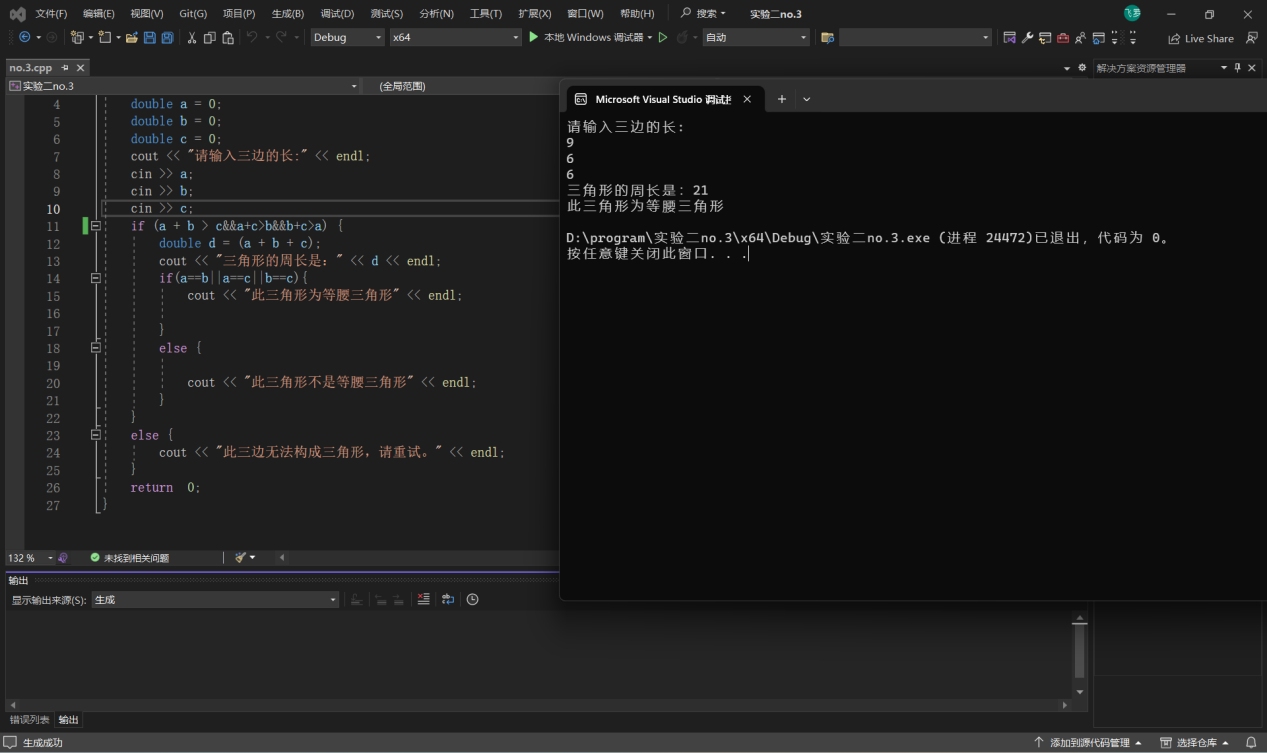 文件(F) 编辑(E) 视图(V) Git(G) 项目(P) 生成(B) 调试(D) 测试(S) 分析(N) 工具(T) 扩展(X) 窗口(W) 帮助(H) 搜索 实验二no.3
飞萝
Debug x64 本地 Windows 调试器 自动 Live Share
no.3.cpp
解决方案资源管理器
实验二no.3 (全局范围)
4 double a = 0;
5 double b = 0;
6 double c = 0;
7 cout << "请输入三边的长:" << endl;
8 cin >> a;
9 cin >> b;
10 cin >> c;
11 if (a + b > c&&a+c>b&&b+c>a) {
12 double d = (a + b + c);
13 cout << "三角形的周长是: " << d << endl;
14 if(a==b||a==c||b==c){
15 cout << "此三角形为等腰三角形" << endl;
16
17 }
18 else {
19
20 cout << "此三角形不是等腰三角形" << endl;
21 }
22 }
23 else {
24 cout << "此三边无法构成三角形，请重试。" << endl;
25 }
26 return 0;
27 }
Microsoft Visual Studio 调试
请输入三边的长:
9
6
6
三角形的周长是: 21
此三角形为等腰三角形
D:\program\实验二no.3\x64\Debug\实验二no.3.exe (进程 24472)已退出，代码为 0。
按任意键关闭此窗口. . .
132 % 未找到相关问题
输出
显示输出来源(S): 生成
错误列表 输出
生成成功 添加到源代码管理 选择仓库